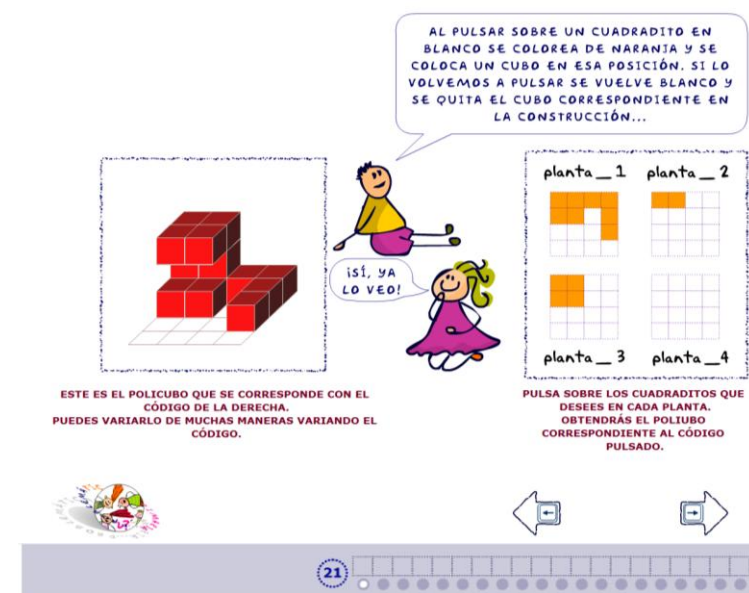 AL PULSAR SOBRE UN CUADRADITO EN
BLANCO SE COLOREA DE NARANJA Y SE
COLOCA UN CUBO EN ESA POSICIÓN. SI LO
VOLVEMOS A PULSAR SE VUELVE BLANCO Y
SE QUITA EL CUBO CORRESPONDIENTE EN
LA CONSTRUCCIÓN...
planta_1 planta_2
¡SÍ, YA
LO VEO!
planta_3 planta_4
ESTE ES EL POLICUBO QUE SE CORRESPONDE CON EL
CÓDIGO DE LA DERECHA.
PUEDES VARIARLO DE MUCHAS MANERAS VARIANDO EL
CÓDIGO.
PULSA SOBRE LOS CUADRADITOS QUE
DESEES EN CADA PLANTA.
OBTENDRÁS EL POLIUBO
CORRESPONDIENTE AL CÓDIGO
PULSADO.
21